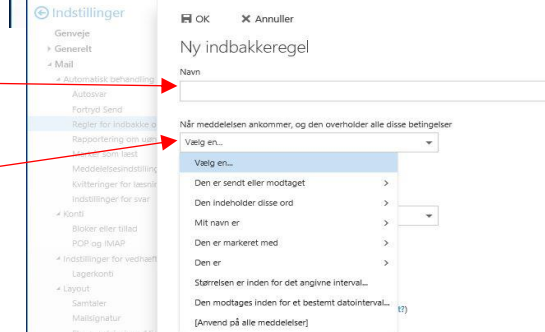 Indstillinger
Genveje
Generelt
Mail
Automatisk behandling
Autosvar
Fortryd Send
Regler for indbakke o
Rapportering om uøn
Marker som læst
Meddelelsesindstilling
Kvitteringer for læsnin
Indstillinger for svar
Konti
Bloker eller tillad
POP og IMAP
Indstillinger for vedhæft
Lagerkonti
Layout
Samtaler
Mailsignatur
OK
Annuller
Ny indbakkeregel
Navn
Når meddelelsen ankommer, og den overholder alle disse betingelser
Vælg en...
Vælg en...
Den er sendt eller modtaget
Den indeholder disse ord
Mit navn er
Den er markeret med
Den er
Størrelsen er inden for det angivne interval...
Den modtages inden for et bestemt datointerval...
t?)
[Anvend på alle meddelelser]